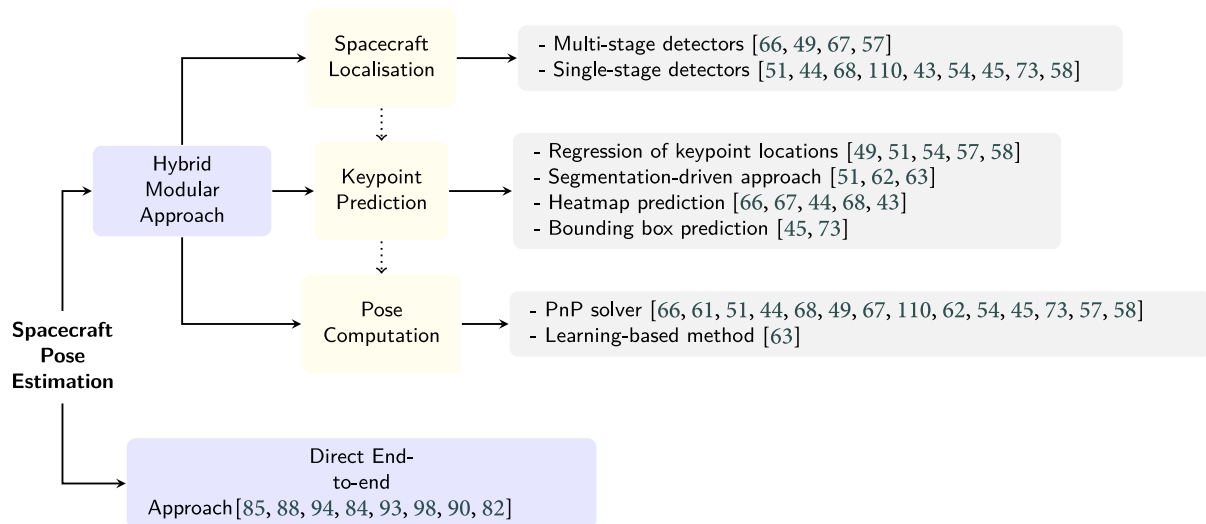 Spacecraft
Localisation
- Multi-stage detectors [66, 49, 67, 57]
- Single-stage detectors [51, 44, 68, 110, 43, 54, 45, 73, 58]
Hybrid
Modular
Approach
Keypoint
Prediction
- Regression of keypoint locations [49, 51, 54, 57, 58]
- Segmentation-driven approach [51, 62, 63]
- Heatmap prediction [66, 67, 44, 68, 43]
- Bounding box prediction [45, 73]
Pose
Computation
- PnP solver [66, 61, 51, 44, 68, 49, 67, 110, 62, 54, 45, 73, 57, 58]
- Learning-based method [63]
Spacecraft
Pose
Estimation
Direct End-
to-end
Approach[85, 88, 94, 84, 93, 98, 90, 82]